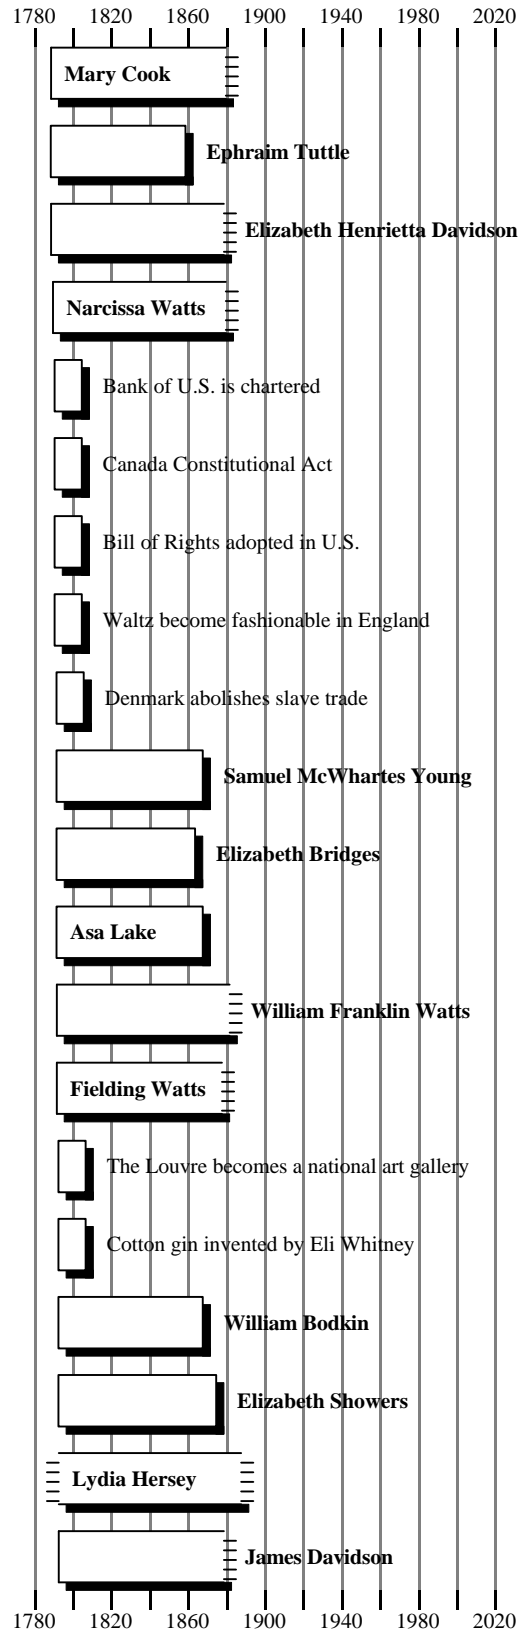 1780 1820 1860 1900 1940 1980 2020
Mary Cook
Ephraim Tuttle
Elizabeth Henrietta Davidson
Narcissa Watts
Bank of U.S. is chartered
Canada Constitutional Act
Bill of Rights adopted in U.S.
Waltz become fashionable in England
Denmark abolishes slave trade
Samuel McWhartes Young
Elizabeth Bridges
Asa Lake
William Franklin Watts
Fielding Watts
The Louvre becomes a national art gallery
Cotton gin invented by Eli Whitney
William Bodkin
Elizabeth Showers
Lydia Hersey
James Davidson
1780 1820 1860 1900 1940 1980 2020